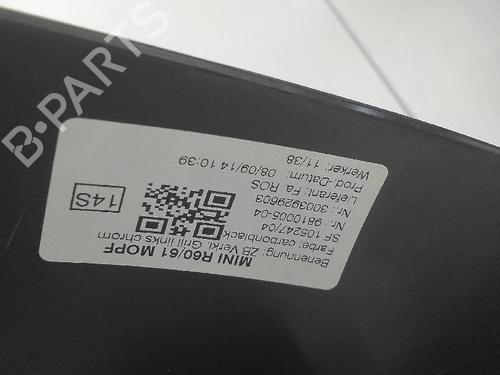 B-PARTS
MINI R60/61 MOPF
Benennung: ZB Verkl. Grill links chrom
Farbe: carbonblack
SF 105247/04
Nr.: 9810005-04
Nr.: 3003929603
Lieferant: Fa. ROS
Prod.-Datum: 08/09/14 10:39
Werker: 11/38
14S